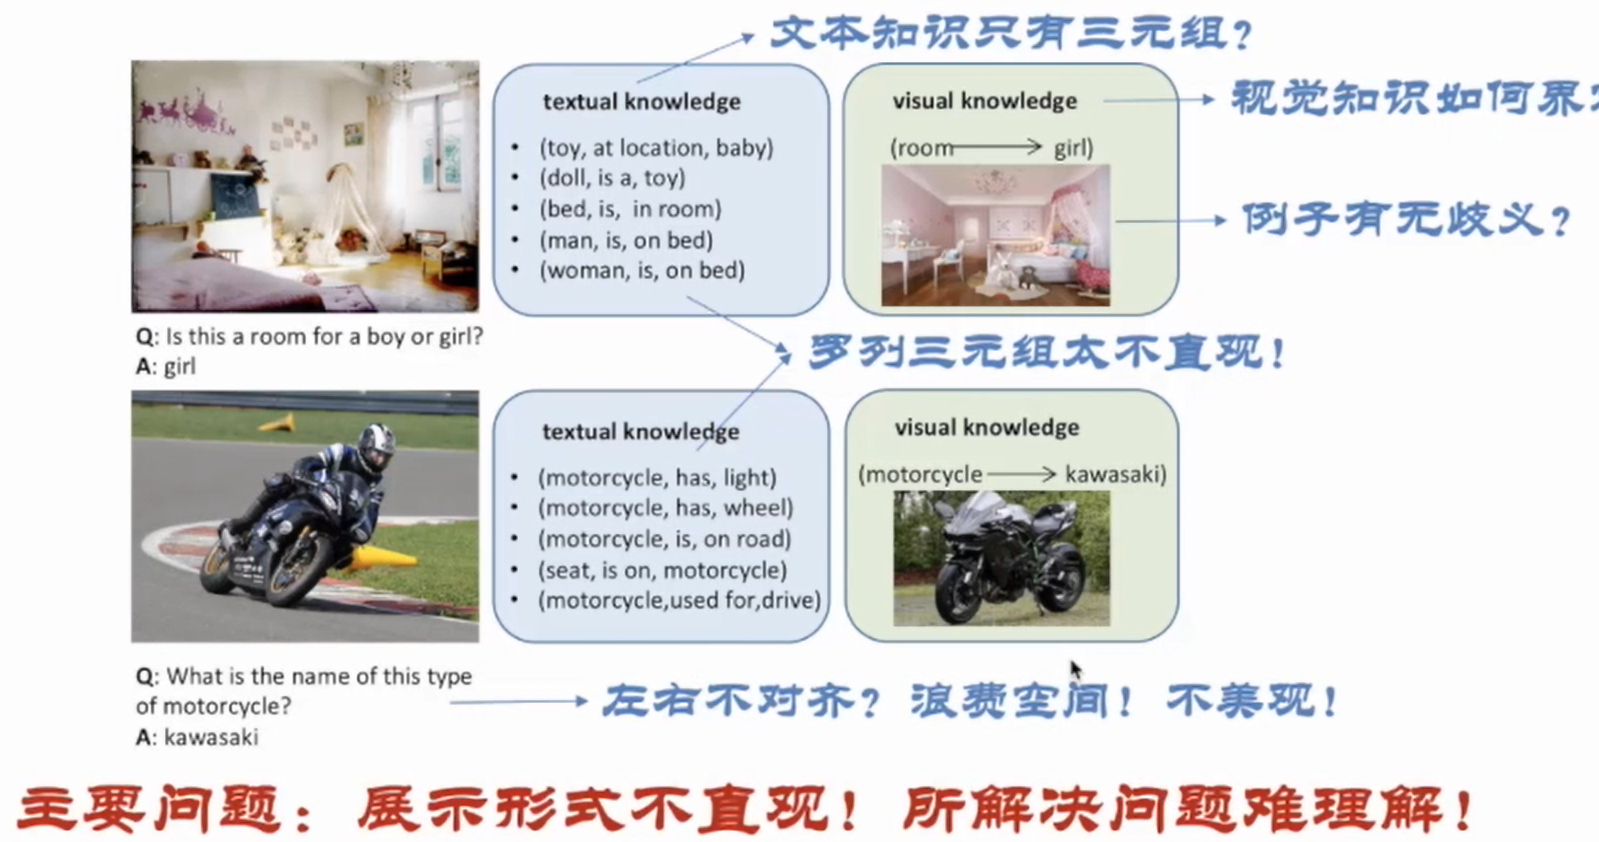 文本知识只有三元组？
textual knowledge
• (toy, at location, baby)
• (doll, is a, toy)
• (bed, is, in room)
• (man, is, on bed)
• (woman, is, on bed)
visual knowledge
(room → girl)
视觉知识如何界
例子有无歧义？
Q: Is this a room for a boy or girl?
A: girl
罗列三元组太不直观！
textual knowledge
• (motorcycle, has, light)
• (motorcycle, has, wheel)
• (motorcycle, is, on road)
• (seat, is on, motorcycle)
• (motorcycle,used for,drive)
visual knowledge
(motorcycle → kawasaki)
Q: What is the name of this type
of motorcycle?
A: kawasaki
左右不对齐？浪费空间！不美观！
主要问题：展示形式不直观！所解决问题难理解！